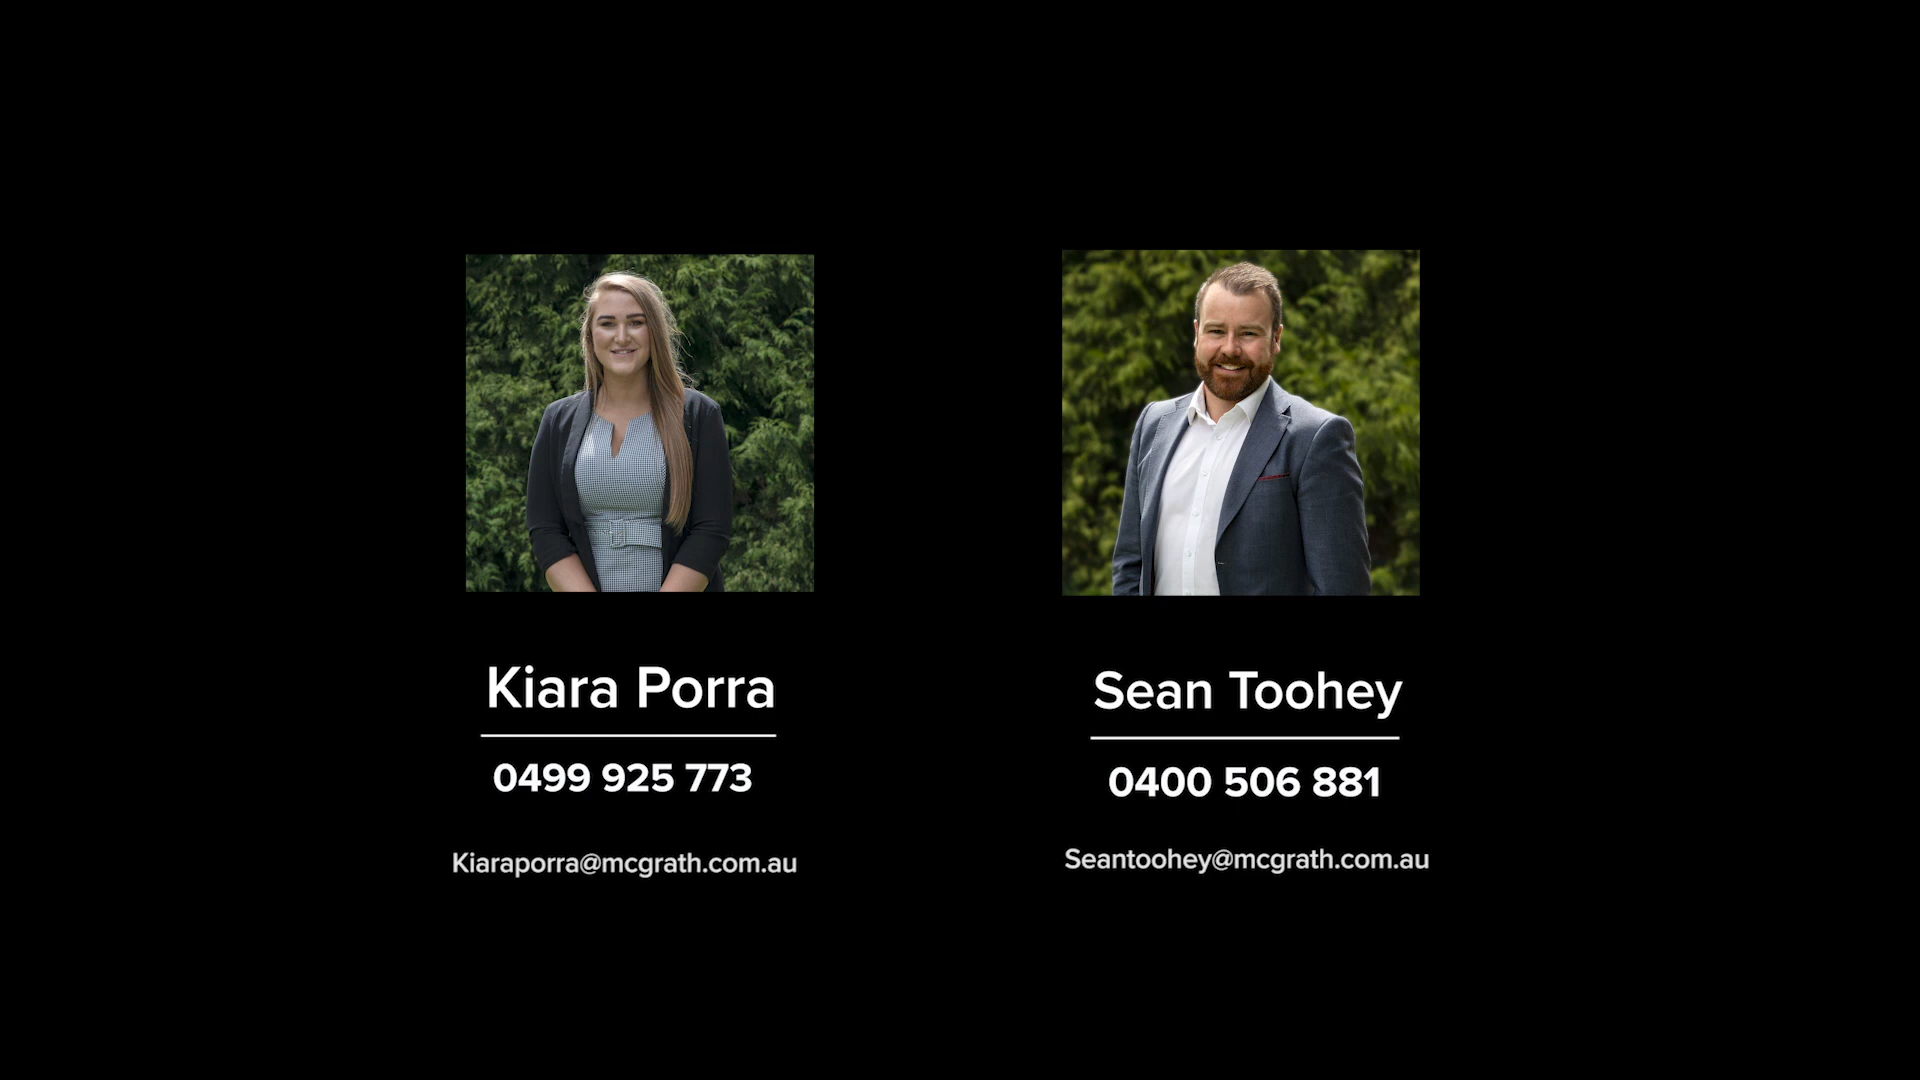 Kiara Porra
0499 925 773
Kiaraporra@mcgrath.com.au
Sean Toohey
0400 506 881
Seantoohey@mcgrath.com.au